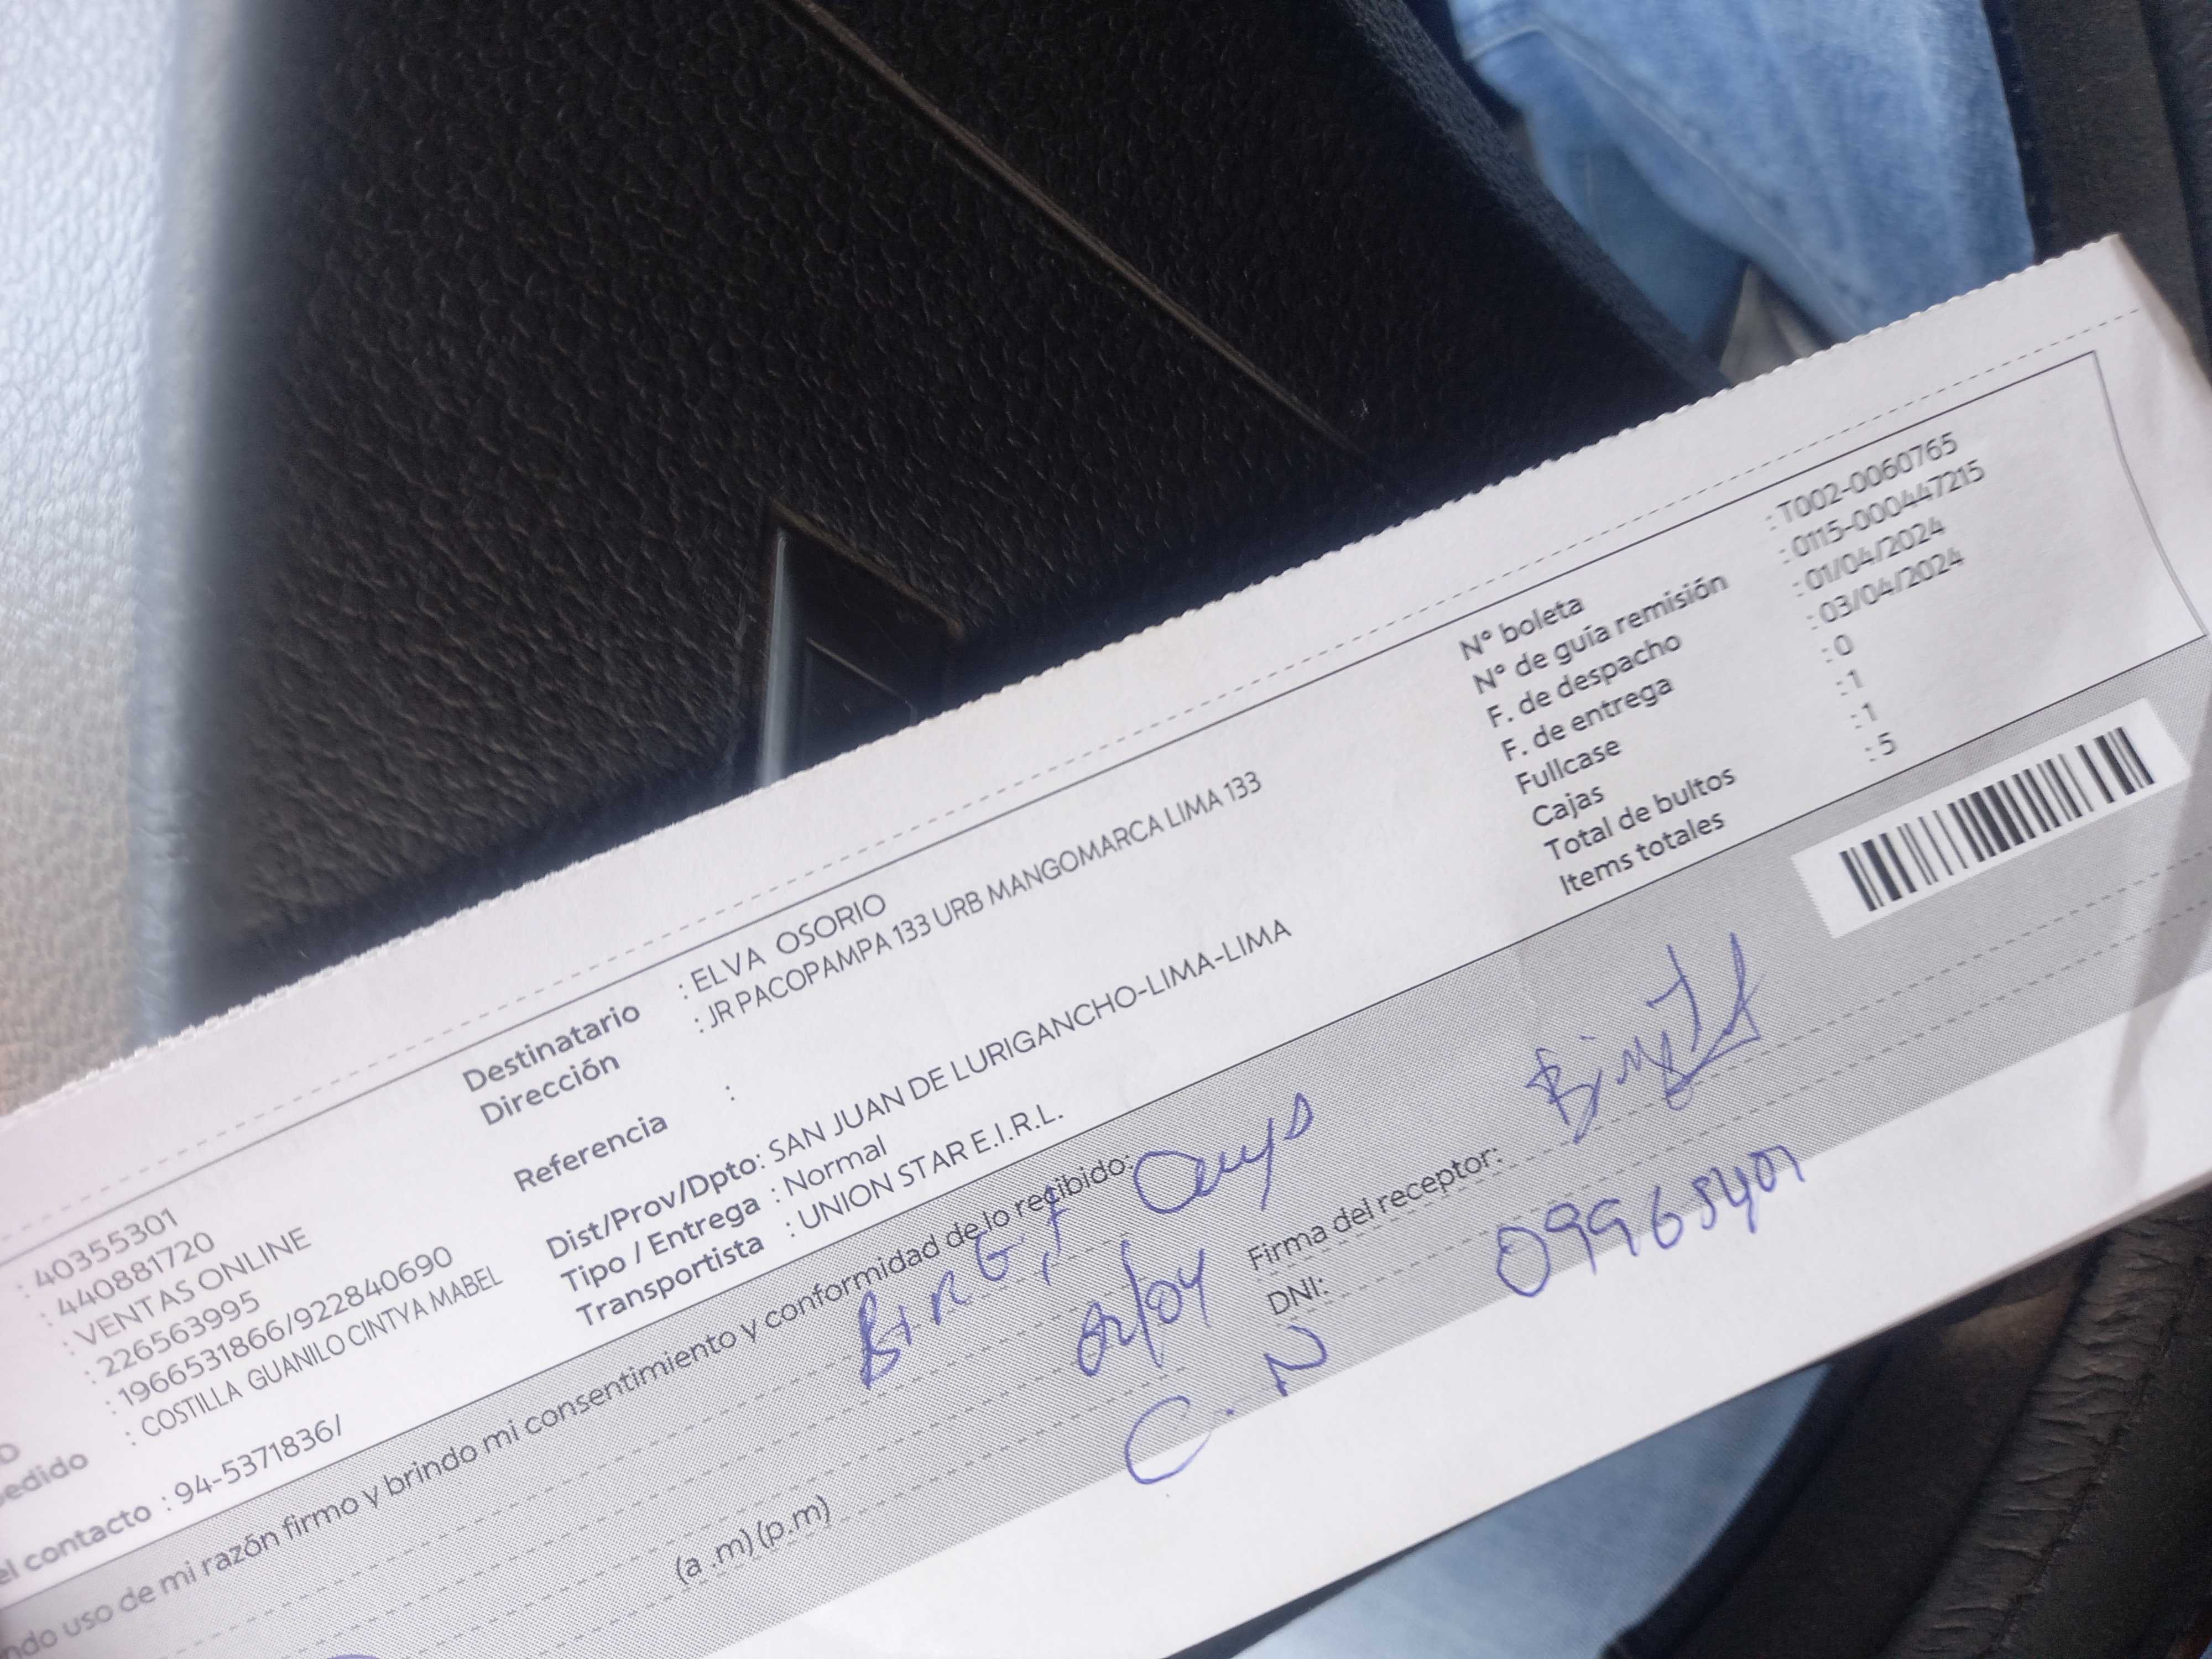 : 40355301
: 440881720
: VENTAS ONLINE
: 226563995
: 1966531866/922840690
edido : COSTILLA GUANILO CINTYA MABEL
el contacto : 94-5371836/
Destinatario : ELVA OSORIO
Dirección : JR PACOPAMPA 133 URB MANGOMARCA LIMA 133
Referencia :
Dist/Prov/Dpto: SAN JUAN DE LURIGANCHO-LIMA-LIMA
Tipo / Entrega : Normal
Transportista : UNION STAR E.I.R.L.
N° boleta : T002-0060765
N° de guía remisión : 0115-000447215
F. de despacho : 01/04/2024
F. de entrega : 03/04/2024
Fullcase : 0
Cajas : 1
Total de bultos : 1
Items totales : 5
ndo uso de mi razón firmo y brindo mi consentimiento y conformidad de lo recibido:
02/04
(a .m) (p.m)
C. N
Firma del receptor:
DNI: 09965401